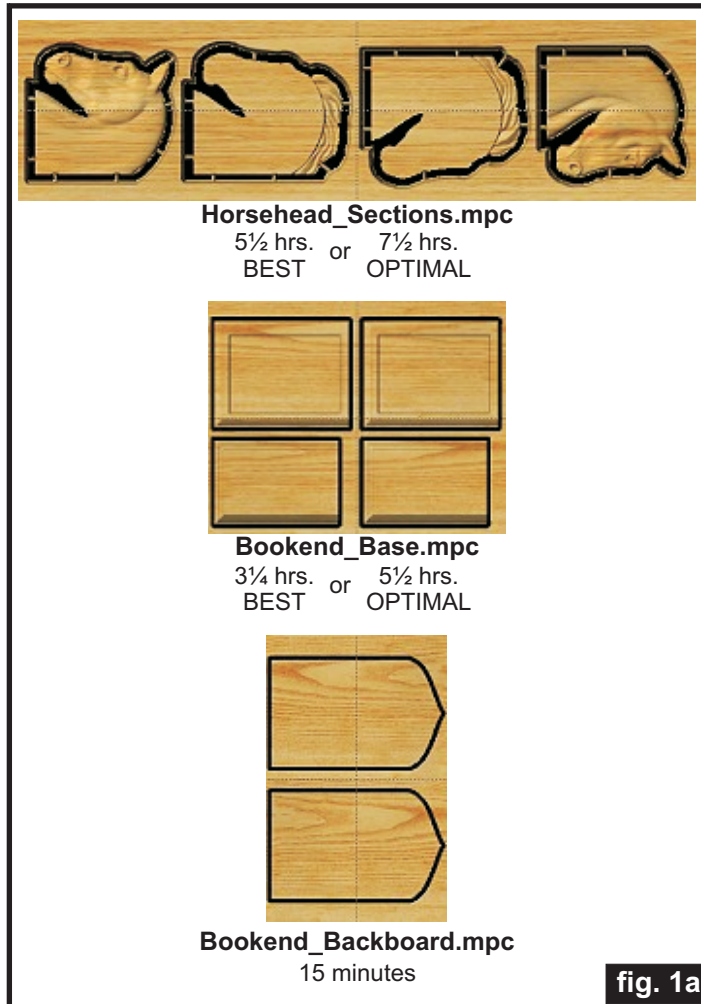 Horsehead_Sections.mpc
5½ hrs. or 7½ hrs.
BEST OPTIMAL
Bookend_Base.mpc
3¼ hrs. or 5½ hrs.
BEST OPTIMAL
Bookend_Backboard.mpc
15 minutes
fig. 1a